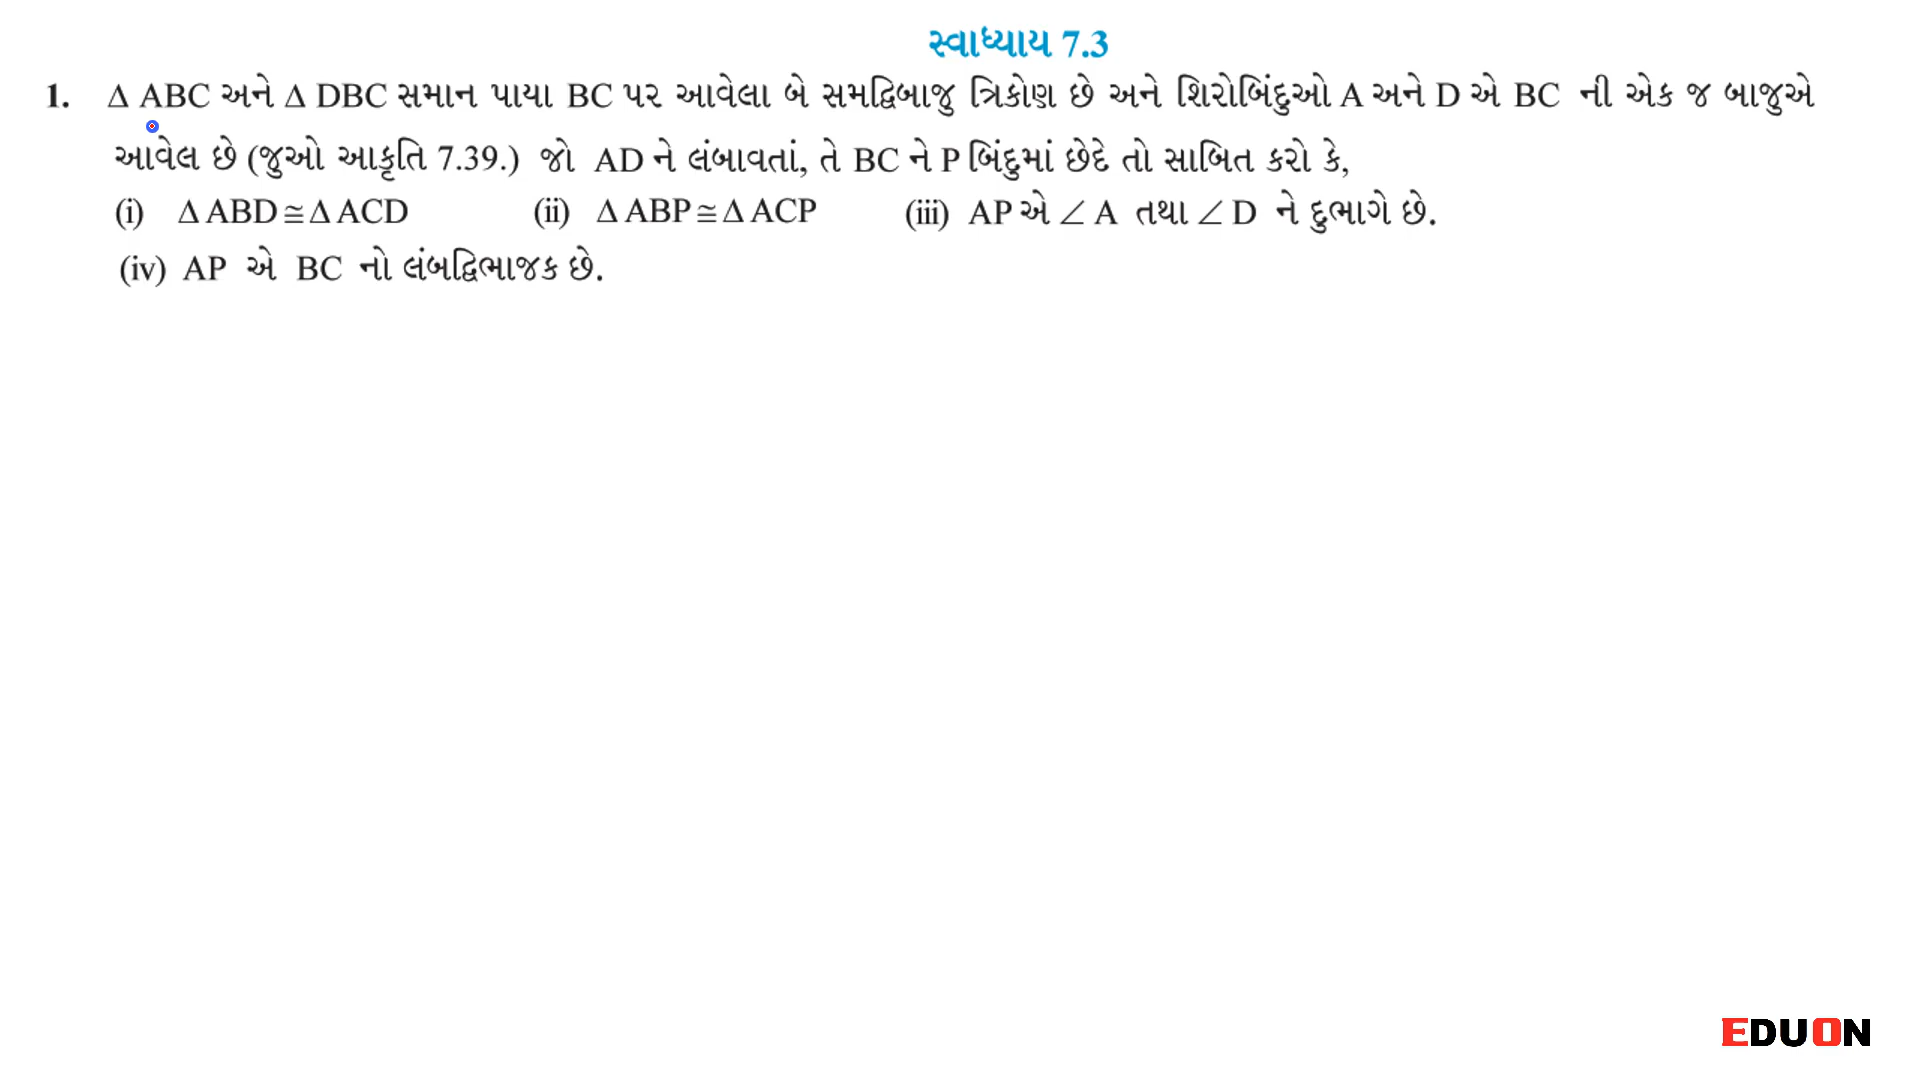 સ્વાધ્યાય 7.3
1. Δ ABC અને Δ DBC સમાન પાયા BC પર આવેલા બે સમદ્વિબાજુ ત્રિકોણ છે અને શિરોબિંદુઓ A અને D એ BC ની એક જ બાજુએ
આવેલ છે (જુઓ આકૃતિ 7.39.) જો AD ને લંબાવતાં, તે BC ને P બિંદુમાં છેદે તો સાબિત કરો કે,
(i) Δ ABD ≅ Δ ACD (ii) Δ ABP ≅ Δ ACP (iii) AP એ ∠ A તથા ∠ D ને દુભાગે છે.
(iv) AP એ BC નો લંબદ્વિભાજક છે.
EDUON